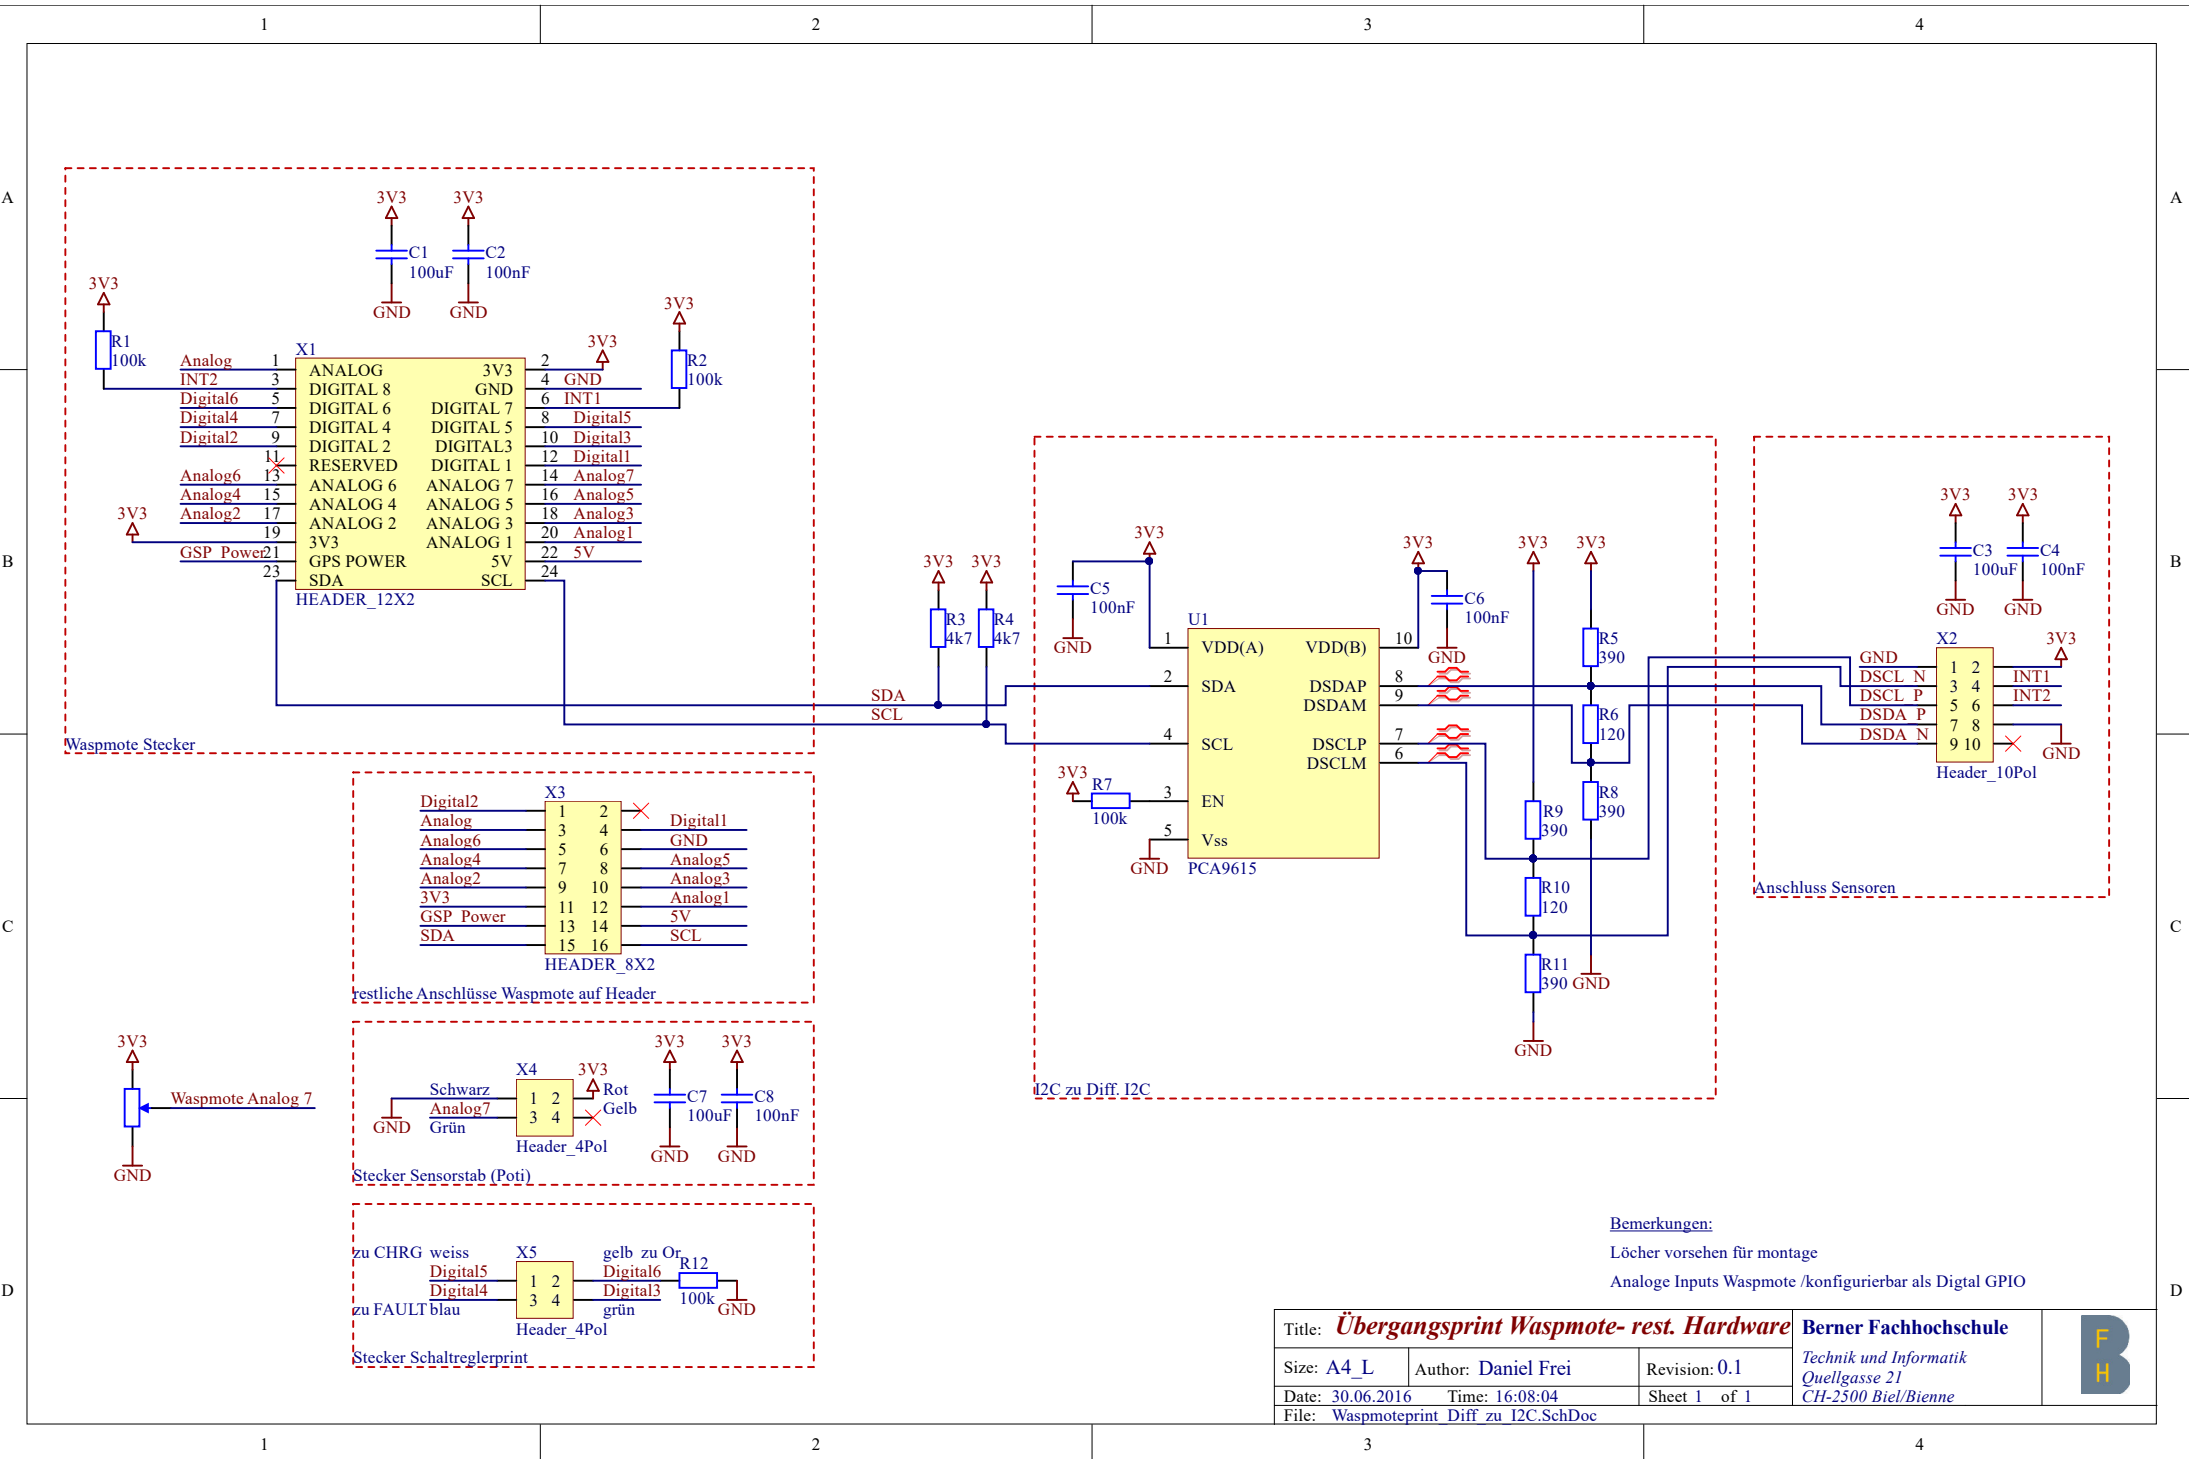 1 2 3 4
A A
3V3 3V3
C1 C2
100uF 100nF
GND GND
3V3 3V3
R1 R2
100k 100k
X1 3V3
Analog 1 ANALOG 3V3 2
INT2 3 DIGITAL 8 GND 4 GND
Digital6 5 DIGITAL 6 DIGITAL 7 6 INT1
Digital4 7 DIGITAL 4 DIGITAL 5 8 Digital5
Digital2 9 DIGITAL 2 DIGITAL3 10 Digital3
11 RESERVED DIGITAL 1 12 Digital1
Analog6 13 ANALOG 6 ANALOG 7 14 Analog7
Analog4 15 ANALOG 4 ANALOG 5 16 Analog5
Analog2 17 ANALOG 2 ANALOG 3 18 Analog3
3V3 19 3V3 ANALOG 1 20 Analog1
GSP_Power 21 GPS POWER 5V 22 5V
23 SDA SCL 24
HEADER_12X2
Waspmote Stecker
B B
3V3 3V3
R3 R4
4k7 4k7
SDA
SCL
3V3 3V3 3V3 3V3
C5
100nF
GND
C6
100nF
GND
U1
1 VDD(A) VDD(B) 10
2 SDA DSDAP 8
DSDAM 9
4 SCL DSCLP 7
DSCLM 6
3V3 R7 100k 3 EN
5 Vss
GND
PCA9615
R5
390
R6
120
R8
390
GND
R9
390
R10
120
R11
390
GND
I2C zu Diff. I2C
3V3 3V3
C3 C4
100uF 100nF
GND GND
X2 3V3
GND 1 2
DSCL_N 3 4 INT1
DSCL_P 5 6 INT2
DSDA_P 7 8
DSDA_N 9 10 GND
Header_10Pol
Anschluss Sensoren
C C
X3
Digital2 1 2
Analog 3 4 Digital1
Analog6 5 6 GND
Analog4 7 8 Analog5
Analog2 9 10 Analog3
3V3 11 12 Analog1
GSP_Power 13 14 5V
SDA 15 16 SCL
HEADER_8X2
restliche Anschlüsse Waspmote auf Header
3V3
Waspmote Analog 7
GND
X4 3V3
Schwarz 1 2 Rot
Analog7 3 4 Gelb
GND Grün
Header_4Pol
3V3 3V3
C7 C8
100uF 100nF
GND GND
Stecker Sensorstab (Poti)
D D
zu CHRG weiss X5 gelb zu Or
Digital5 1 2 Digital6 R12
Digital4 3 4 Digital3 100k GND
zu FAULT blau grün
Header_4Pol
Stecker Schaltreglerprint
Bemerkungen:
Löcher vorsehen für montage
Analoge Inputs Waspmote /konfigurierbar als Digtal GPIO
Title: Übergangsprint Waspmote- rest. Hardware
Size: A4_L Author: Daniel Frei Revision: 0.1
Date: 30.06.2016 Time: 16:08:04 Sheet 1 of 1
File: Waspmoteprint_Diff_zu_I2C.SchDoc
Berner Fachhochschule
Technik und Informatik
Quellgasse 21
CH-2500 Biel/Bienne
F
H
1 2 3 4